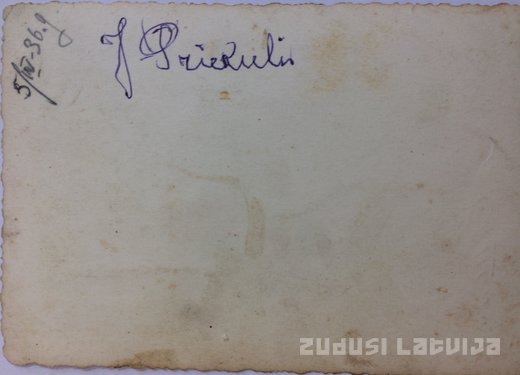 5/IV-36.g
J Priekulis
ZUDUSI LATVIJA